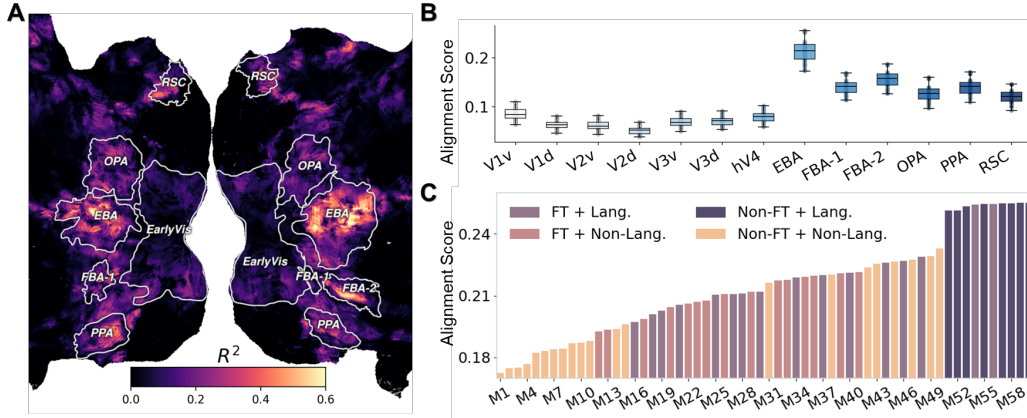 A
RSC
RSC
OPA
OPA
EBA
EBA
EarlyVis
EarlyVis
FBA-1
FBA-1
FBA-2
PPA
PPA
R²
0.0 0.2 0.4 0.6
B
Alignment Score
0.2
0.1
V1v V1d V2v V2d V3v V3d hV4 EBA FBA-1 FBA-2 OPA PPA RSC
C
Alignment Score
FT + Lang. Non-FT + Lang.
FT + Non-Lang. Non-FT + Non-Lang.
0.24
0.21
0.18
M1 M4 M7 M10 M13 M16 M19 M22 M25 M28 M31 M34 M37 M40 M43 M46 M49 M52 M55 M58